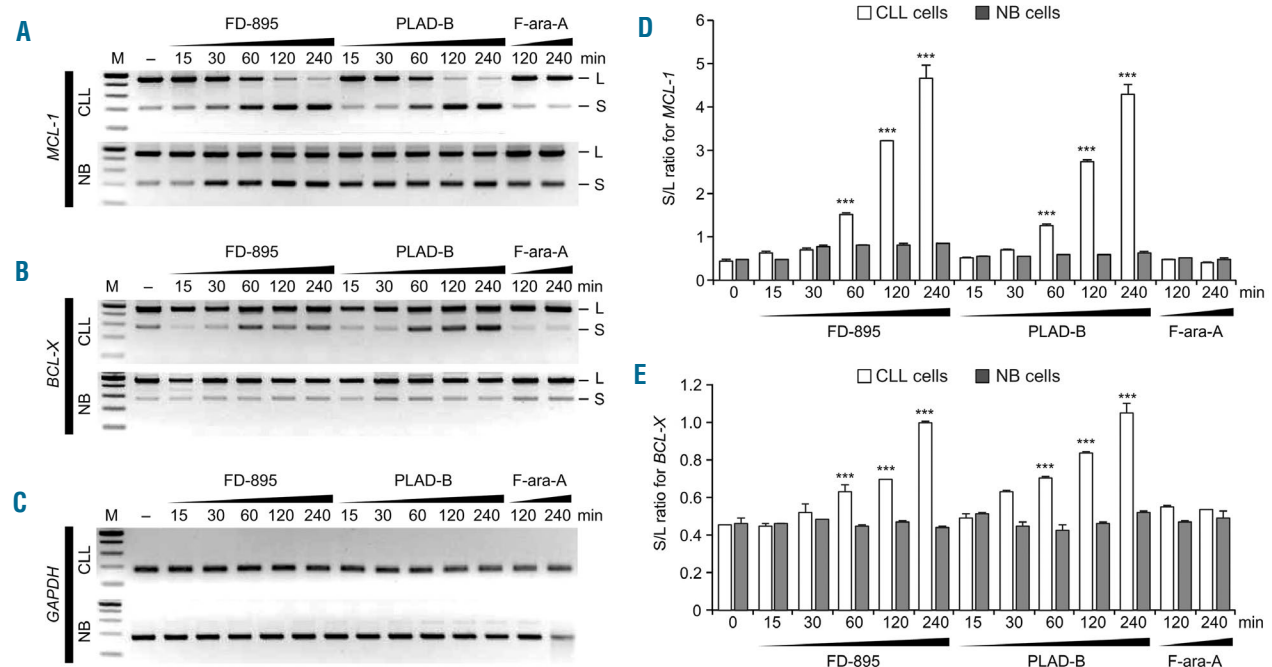 A
FD-895 PLAD-B F-ara-A
M – 15 30 60 120 240 15 30 60 120 240 120 240 min
MCL-1
CLL
L
S
NB
L
S
B
FD-895 PLAD-B F-ara-A
M – 15 30 60 120 240 15 30 60 120 240 120 240 min
BCL-X
CLL
L
S
NB
L
S
C
FD-895 PLAD-B F-ara-A
M – 15 30 60 120 240 15 30 60 120 240 120 240 min
GAPDH
CLL
NB
D
CLL cells NB cells
S/L ratio for MCL-1
6
5
4
3
2
1
0
*** *** *** *** *** ***
0 15 30 60 120 240 15 30 60 120 240 120 240 min
FD-895 PLAD-B F-ara-A
E
CLL cells NB cells
S/L ratio for BCL-X
1.2
1.0
0.8
0.6
0.4
0.2
0
*** *** *** *** *** ***
0 15 30 60 120 240 15 30 60 120 240 120 240 min
FD-895 PLAD-B F-ara-A